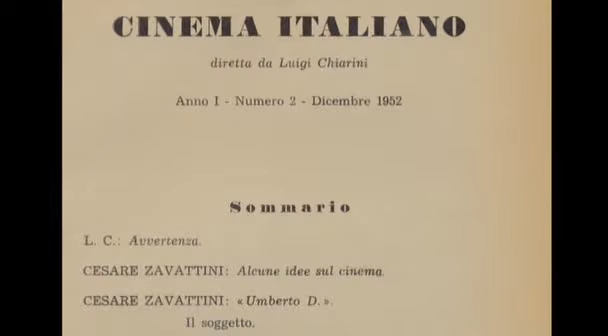 CINEMA ITALIANO
diretta da Luigi Chiarini
Anno I - Numero 2 - Dicembre 1952
Sommario
L. C.: Avvertenza.
CESARE ZAVATTINI: Alcune idee sul cinema.
CESARE ZAVATTINI: « Umberto D. ».
Il soggetto.